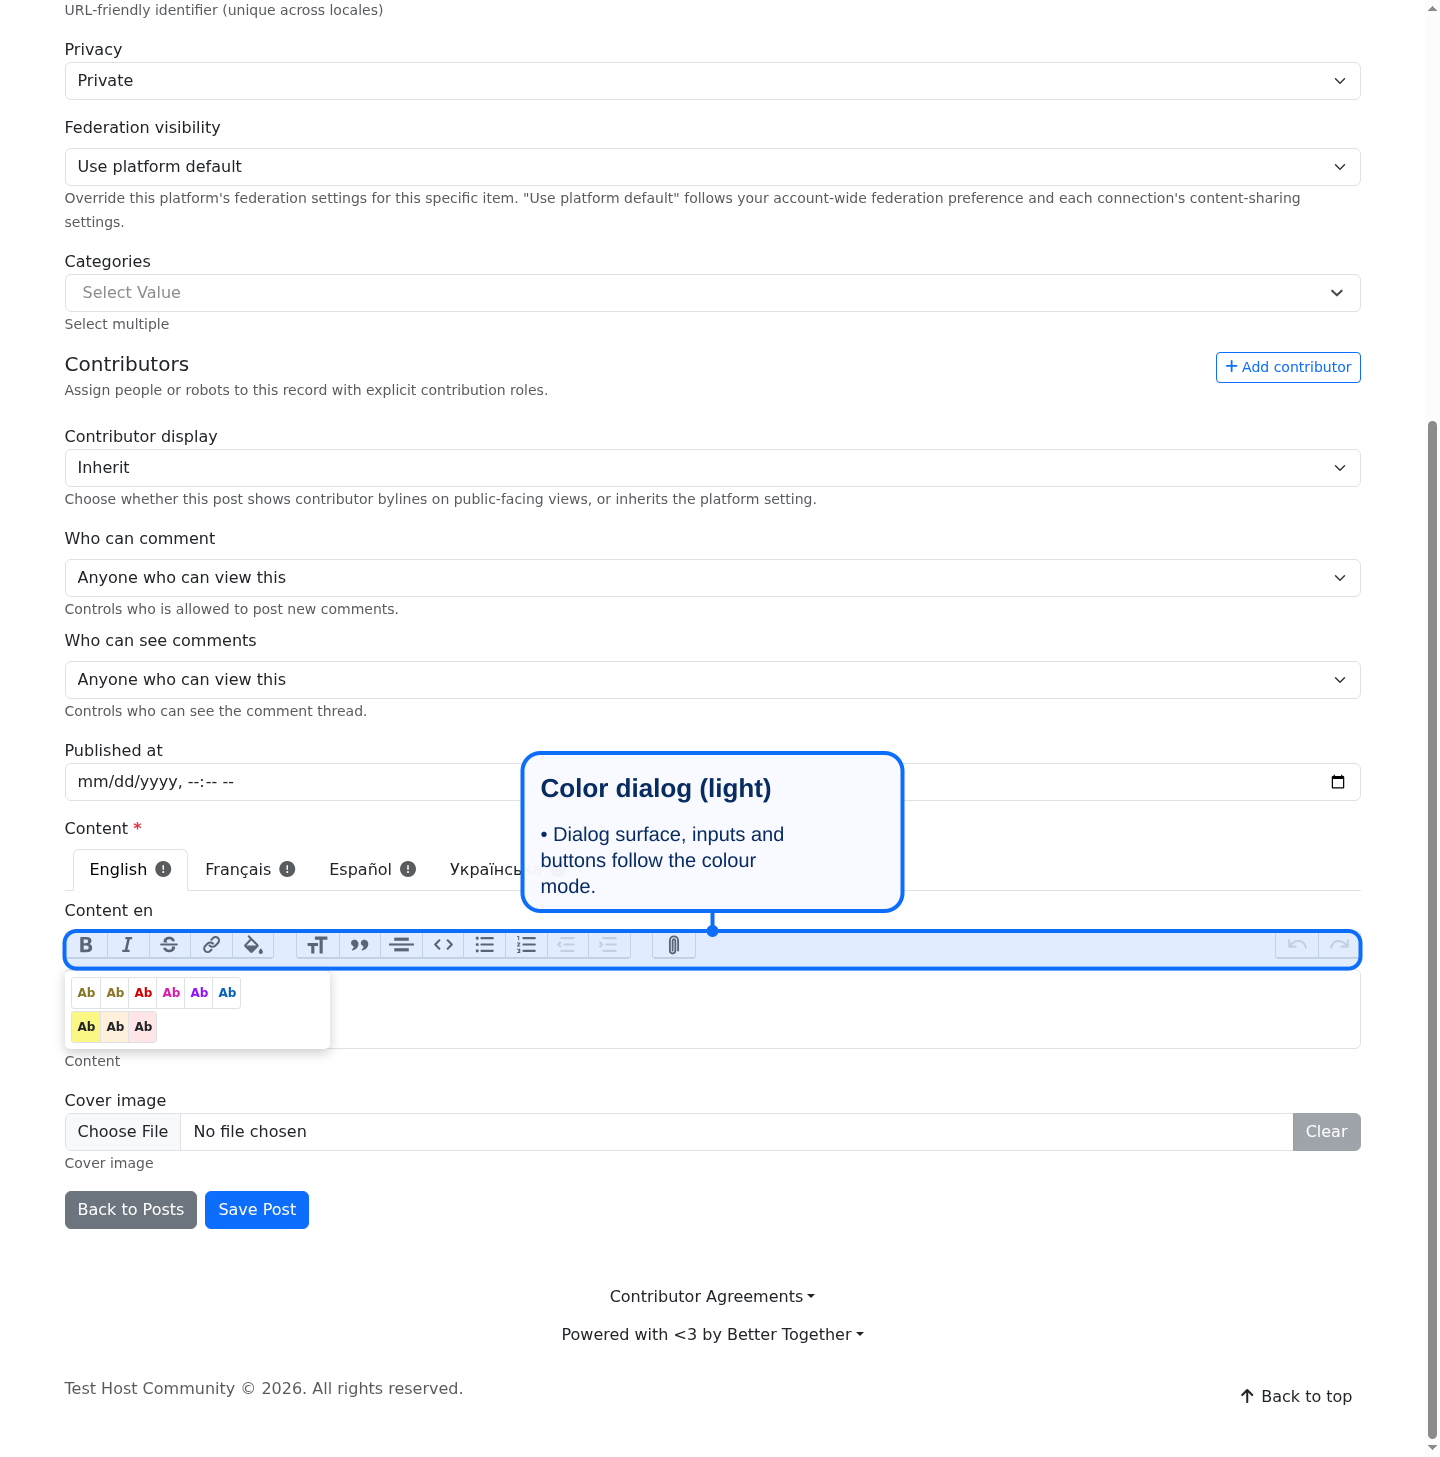 URL-friendly identifier (unique across locales)
Privacy
Private
Federation visibility
Use platform default
Override this platform's federation settings for this specific item. "Use platform default" follows your account-wide federation preference and each connection's content-sharing
settings.
Categories
Select Value
Select multiple
Contributors
Add contributor
Assign people or robots to this record with explicit contribution roles.
Contributor display
Inherit
Choose whether this post shows contributor bylines on public-facing views, or inherits the platform setting.
Who can comment
Anyone who can view this
Controls who is allowed to post new comments.
Who can see comments
Anyone who can view this
Controls who can see the comment thread.
Published at
mm/dd/yyyy, --:-- --
Color dialog (light)
• Dialog surface, inputs and
buttons follow the colour
mode.
Content *
English Français Español
Content en
Ab Ab Ab Ab Ab Ab
Ab Ab Ab
Content
Cover image
Choose File No file chosen Clear
Cover image
Back to Posts Save Post
Contributor Agreements
Powered with <3 by Better Together
Test Host Community © 2026. All rights reserved.
Back to top